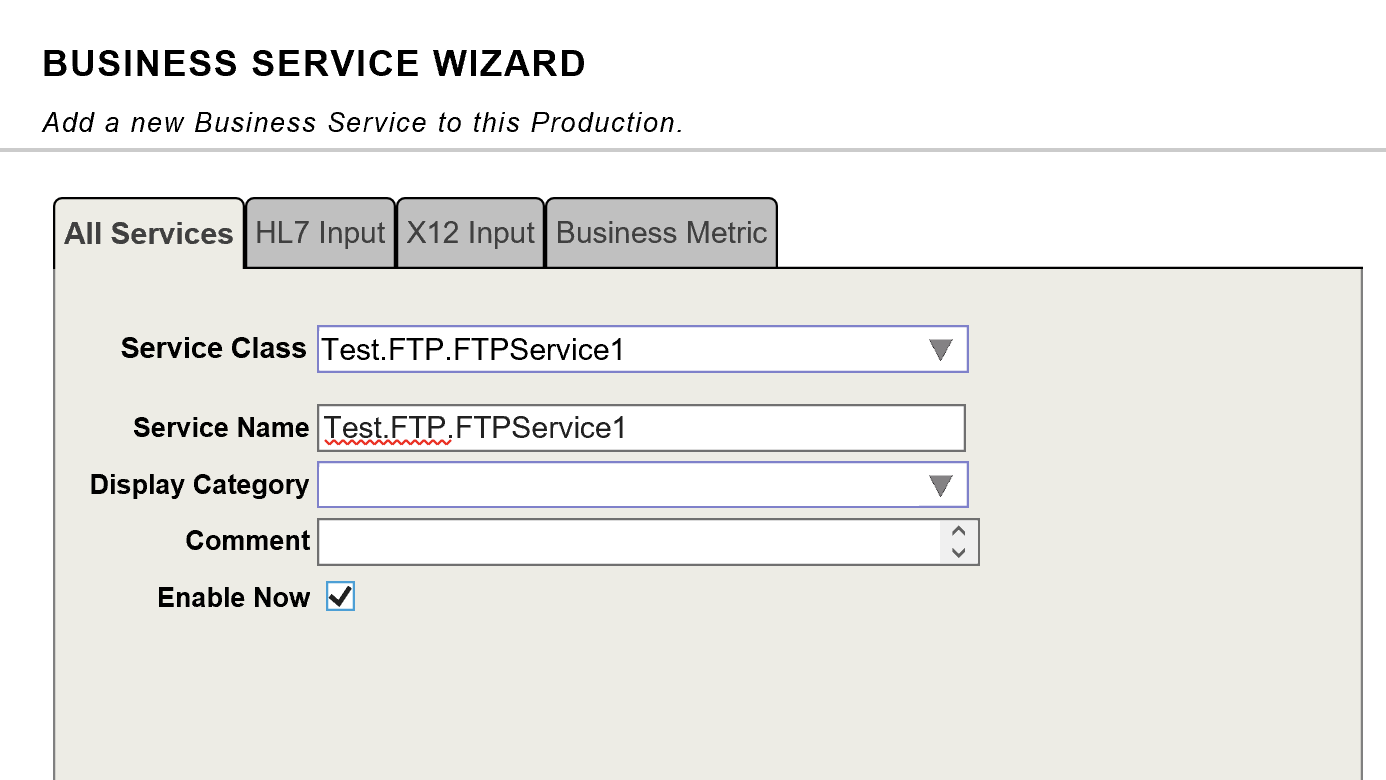 BUSINESS SERVICE WIZARD
Add a new Business Service to this Production.
All Services HL7 Input X12 Input Business Metric
Service Class Test.FTP.FTPService1
Service Name Test.FTP.FTPService1
Display Category
Comment
Enable Now